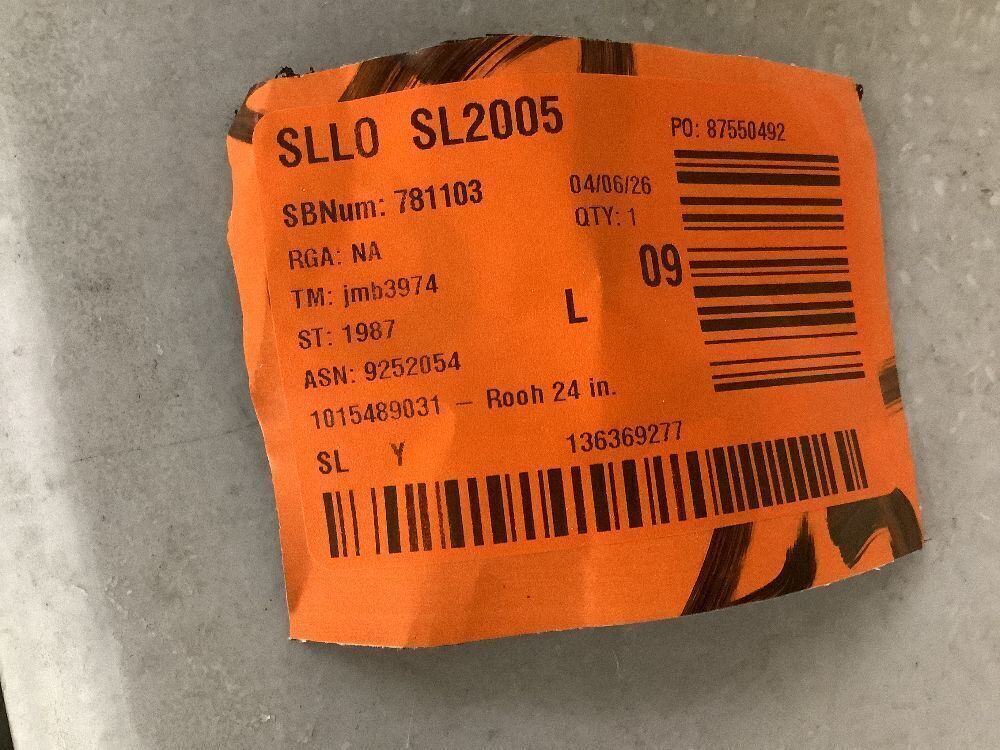 SLLO SL2005
PO: 87550492
SBNum: 781103
04/06/26
RGA: NA
QTY: 1
TM: jmb3974
09
ST: 1987
L
ASN: 9252054
1015489031 – Rooh 24 in.
SL Y
136369277